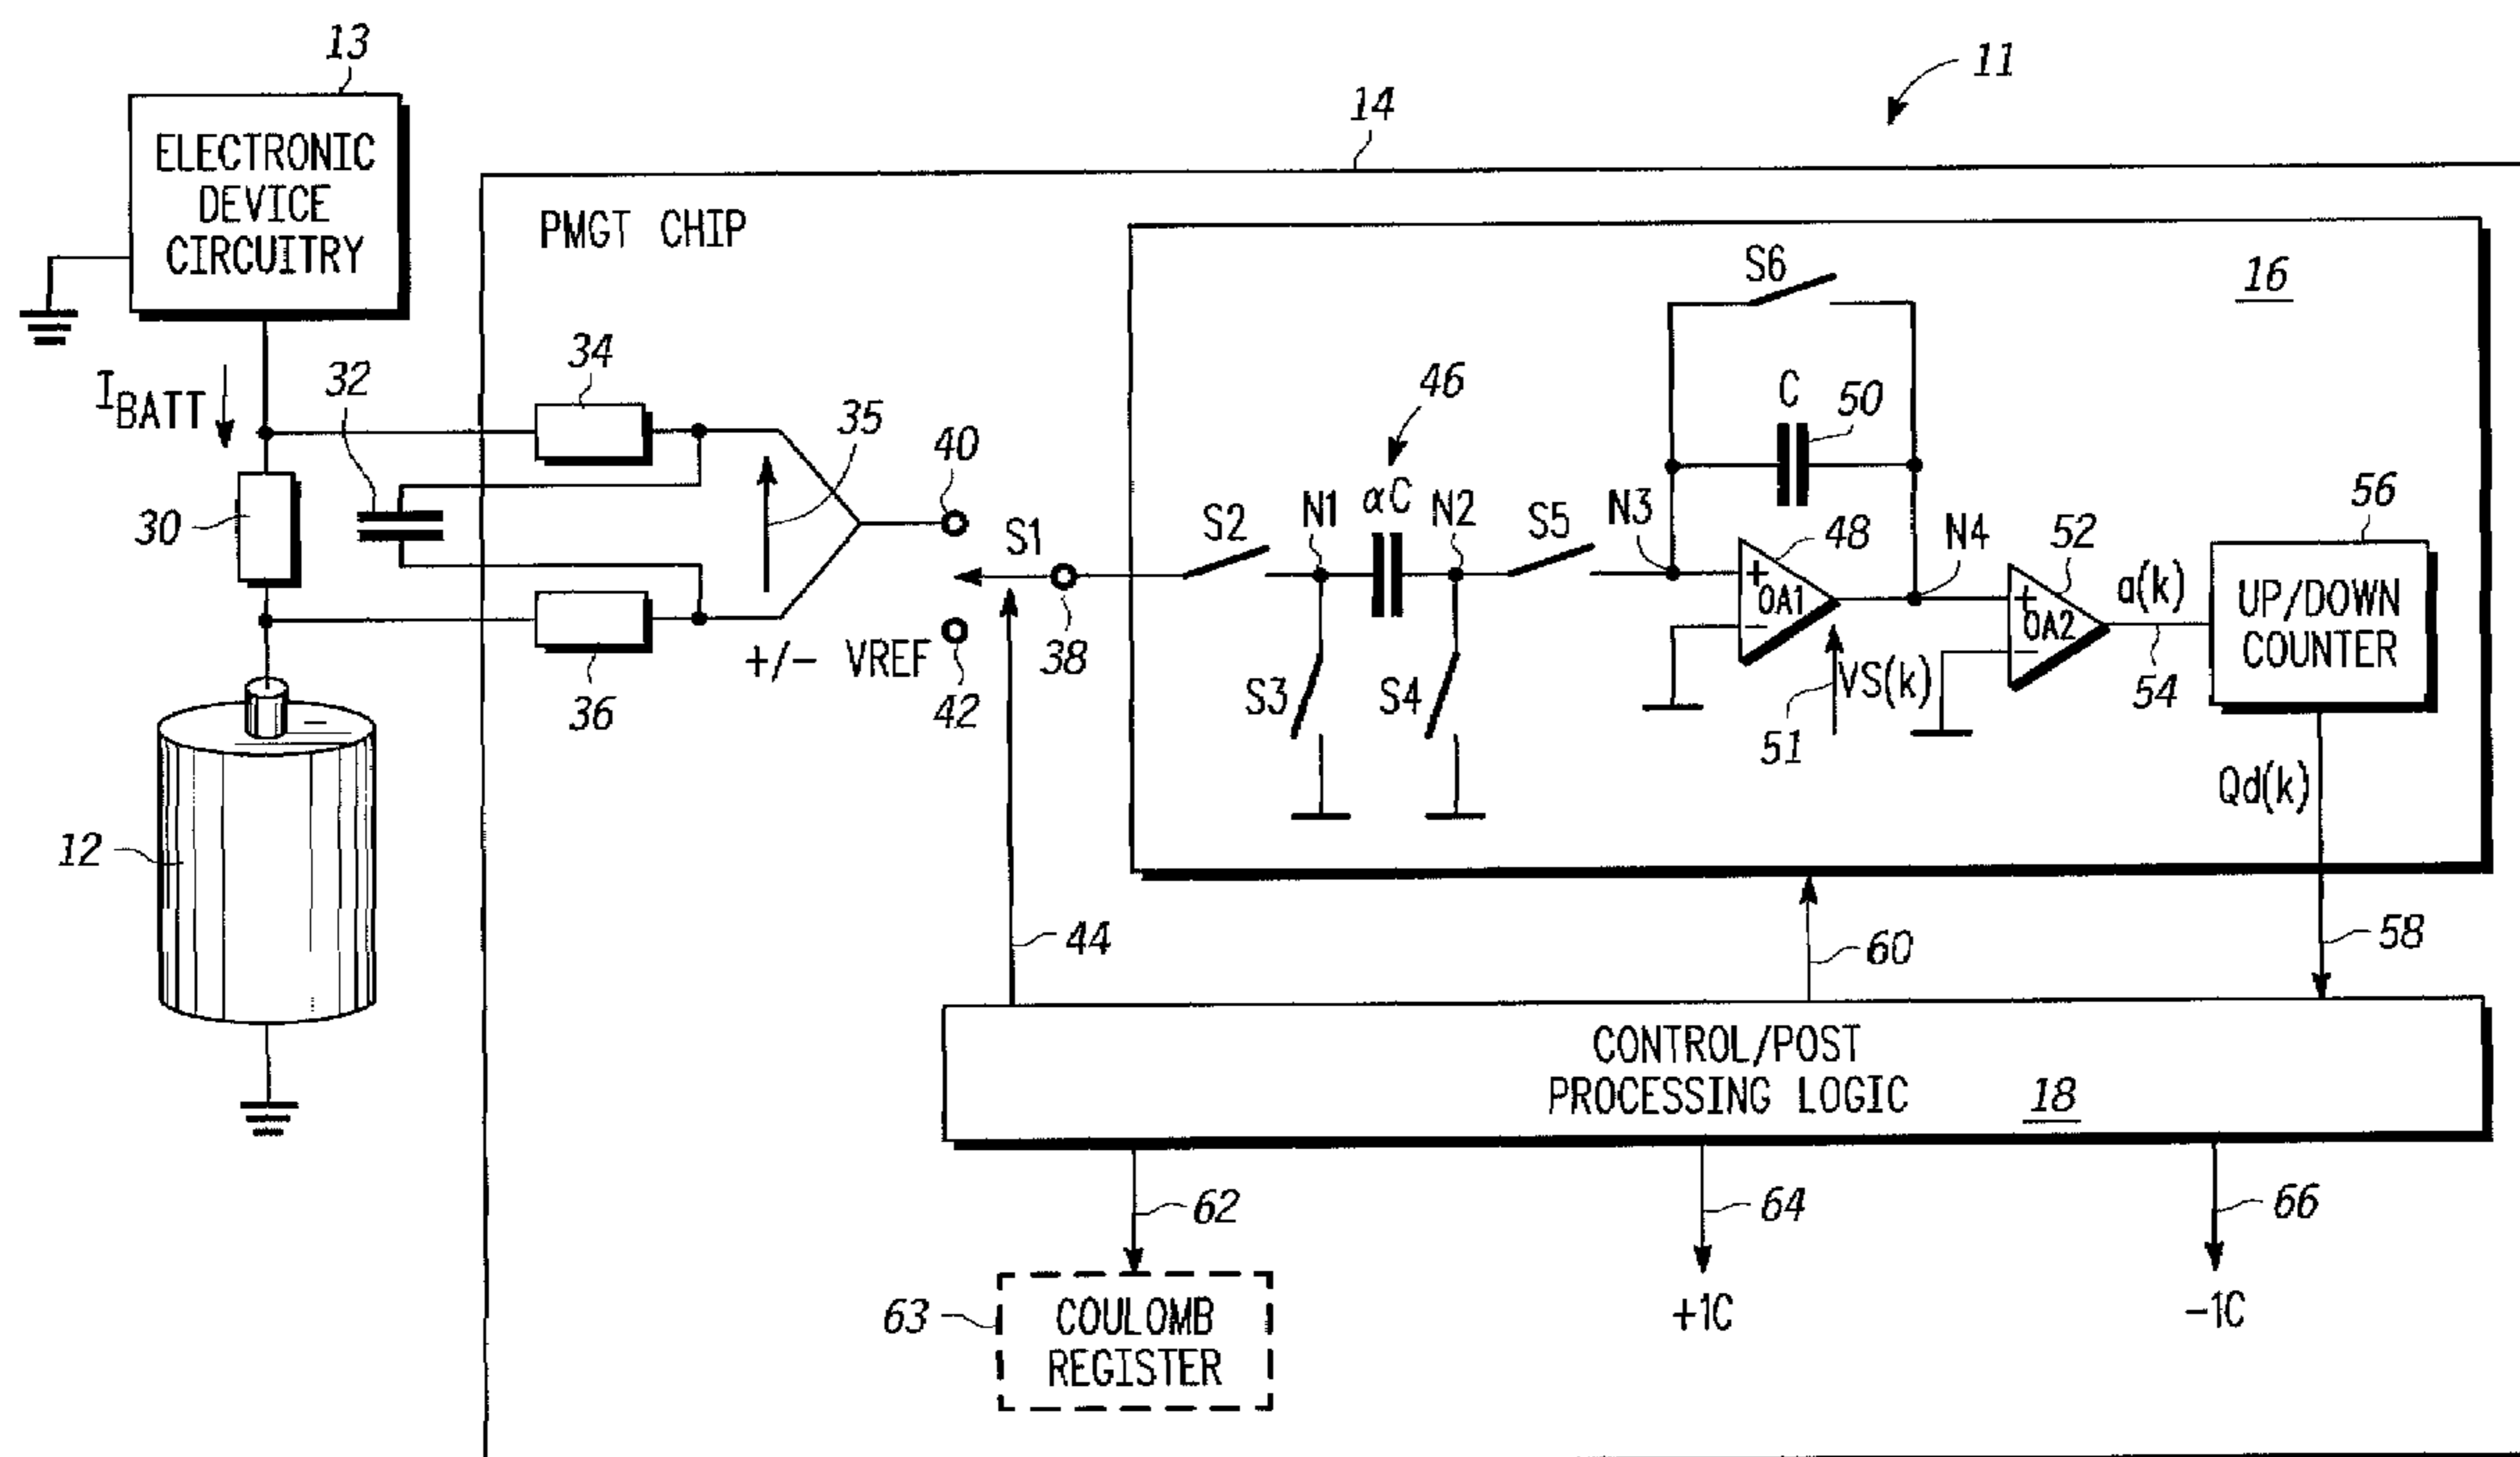 13
ELECTRONIC
DEVICE
CIRCUITRY
11
14
PMGT CHIP
16
S6
34
32
I BATT
35
46
C
50
40
30
S1
S2
N1
αC
N2
S5
N3
48
N4
52
56
+
OA1
−
+
OA2
−
a(k)
UP/DOWN
COUNTER
+/− VREF
38
36
42
S3
S4
51
VS(k)
54
−
Qd(k)
12
44
60
58
CONTROL/POST
PROCESSING LOGIC
18
62
64
66
63
COULOMB
REGISTER
+1C
−1C